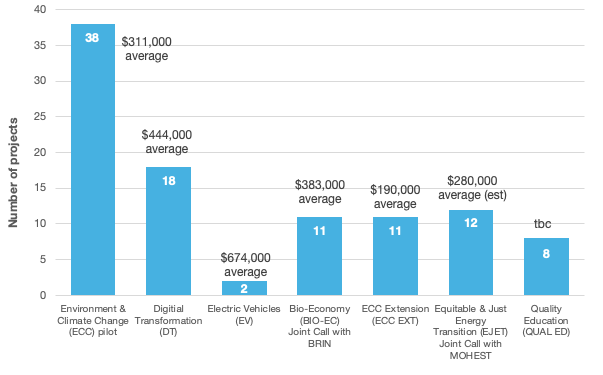 Number of projects
40
35
30
25
20
15
10
5
0
38
$311,000
average
$444,000
average
18
$674,000
average
2
$383,000
average
11
$190,000
average
11
$280,000
average (est)
12
tbc
8
Environment &
Climate Change
(ECC) pilot
Digitial
Transformation
(DT)
Electric Vehicles
(EV)
Bio-Economy
(BIO-EC)
Joint Call with
BRIN
ECC Extension
(ECC EXT)
Equitable & Just
Energy
Transition (EJET)
Joint Call with
MOHEST
Quality
Education
(QUAL ED)